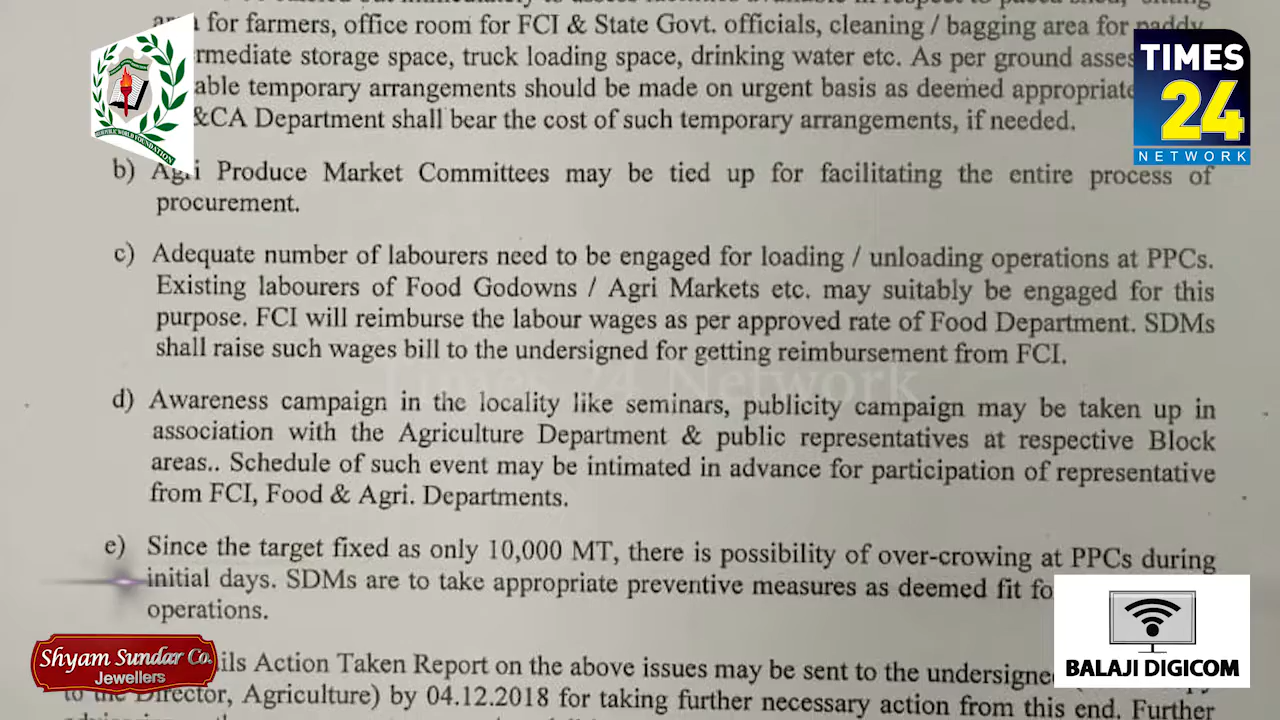 for farmers, office room for FCI & State Govt. officials, cleaning / bagging area for paddy,
rmediate storage space, truck loading space, drinking water etc. As per ground asses
able temporary arrangements should be made on urgent basis as deemed appropriate
&CA Department shall bear the cost of such temporary arrangements, if needed.
b) Agri Produce Market Committees may be tied up for facilitating the entire process of
procurement.
c) Adequate number of labourers need to be engaged for loading / unloading operations at PPCs.
Existing labourers of Food Godowns / Agri Markets etc. may suitably be engaged for this
purpose. FCI will reimburse the labour wages as per approved rate of Food Department. SDMs
shall raise such wages bill to the undersigned for getting reimbursement from FCI.
d) Awareness campaign in the locality like seminars, publicity campaign may be taken up in
association with the Agriculture Department & public representatives at respective Block
areas.. Schedule of such event may be intimated in advance for participation of representative
from FCI, Food & Agri. Departments.
e) Since the target fixed as only 10,000 MT, there is possibility of over-crowing at PPCs during
initial days. SDMs are to take appropriate preventive measures as deemed fit fo
operations.
ils Action Taken Report on the above issues may be sent to the undersigne
to the Director, Agriculture) by 04.12.2018 for taking further necessary action from this end. Further
TIMES
24
NETWORK
Times 24 Network
Shyam Sundar Co.
Jewellers
BALAJI DIGICOM